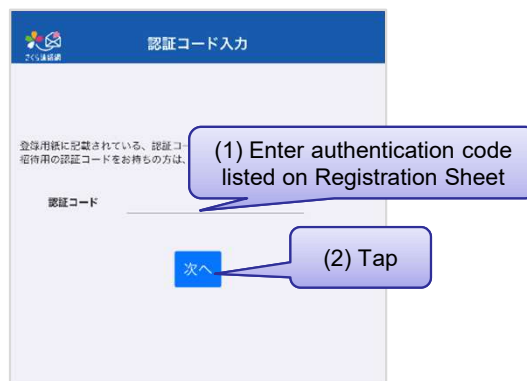 さくら連絡網
認証コード入力
登録用紙に記載されている、認証コー
招待用の認証コードをお持ちの方は、
(1) Enter authentication code
listed on Registration Sheet
認証コード
次へ
(2) Tap